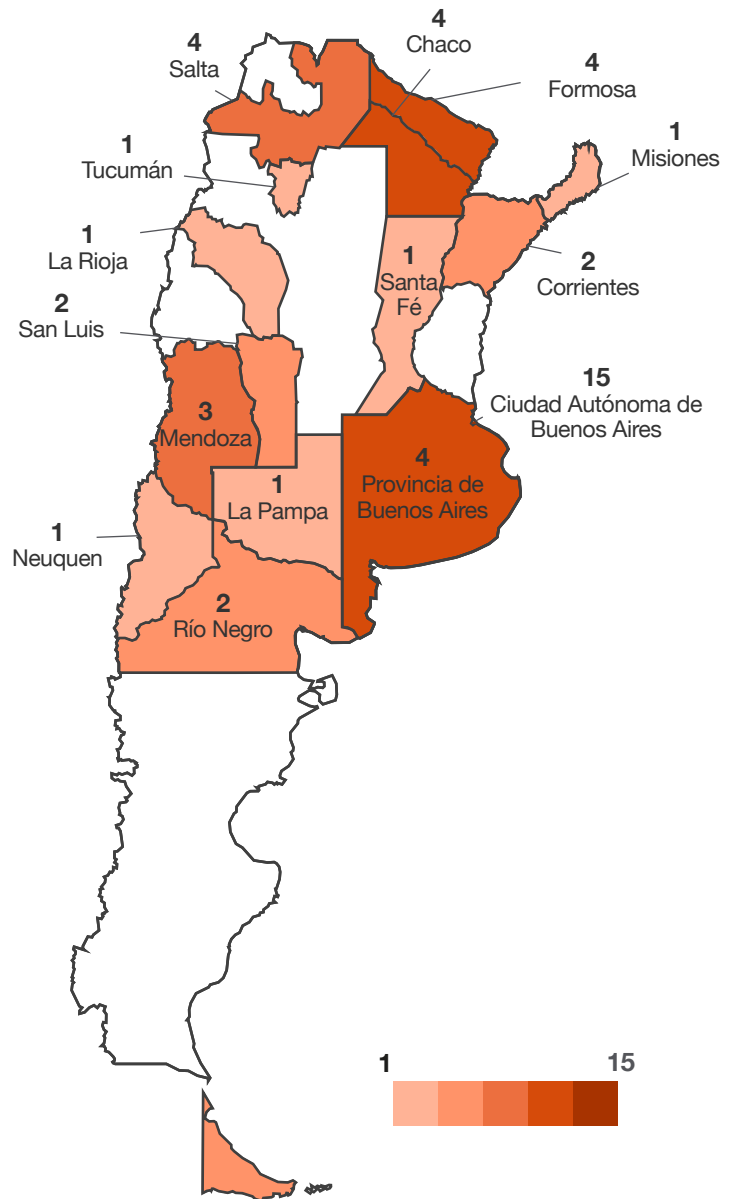 4
Salta
4
Chaco
4
Formosa
1
Tucumán
1
Misiones
1
La Rioja
1
Santa
Fé
2
Corrientes
2
San Luis
15
Ciudad Autónoma de
Buenos Aires
3
Mendoza
4
Provincia de
Buenos Aires
1
La Pampa
1
Neuquen
2
Río Negro
1
15